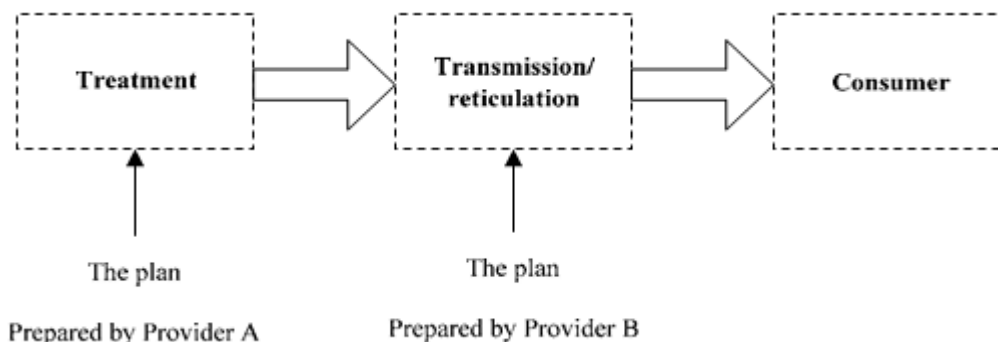 Treatment
Transmission/
reticulation
Consumer
The plan
Prepared by Provider A
The plan
Prepared by Provider B